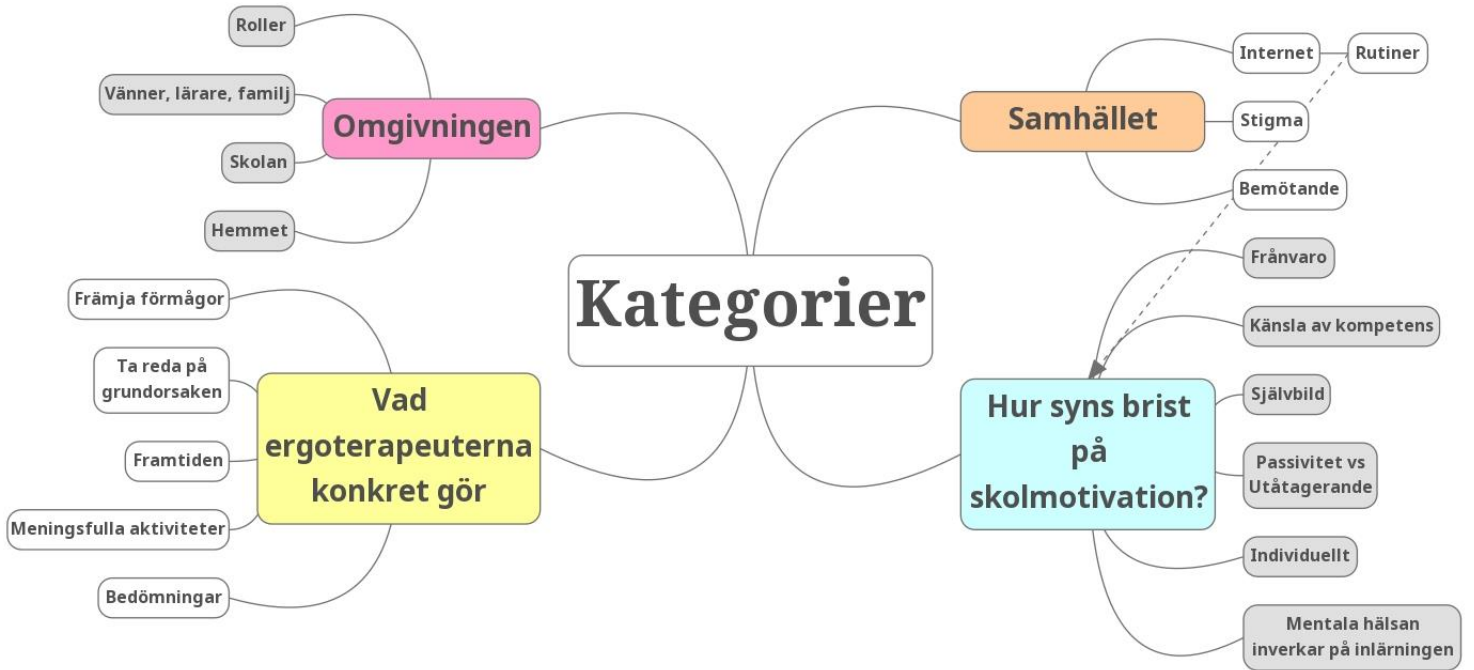 Kategorier
Omgivningen
Roller
Vänner, lärare, familj
Skolan
Hemmet
Vad
ergoterapeuterna
konkret gör
Främja förmågor
Ta reda på
grundorsaken
Framtiden
Meningsfulla aktiviteter
Bedömningar
Samhället
Internet
Rutiner
Stigma
Bemötande
Hur syns brist
på
skolmotivation?
Frånvaro
Känsla av kompetens
Självbild
Passivitet vs
Utåtagerande
Individuellt
Mentala hälsan
inverkar på inlärningen